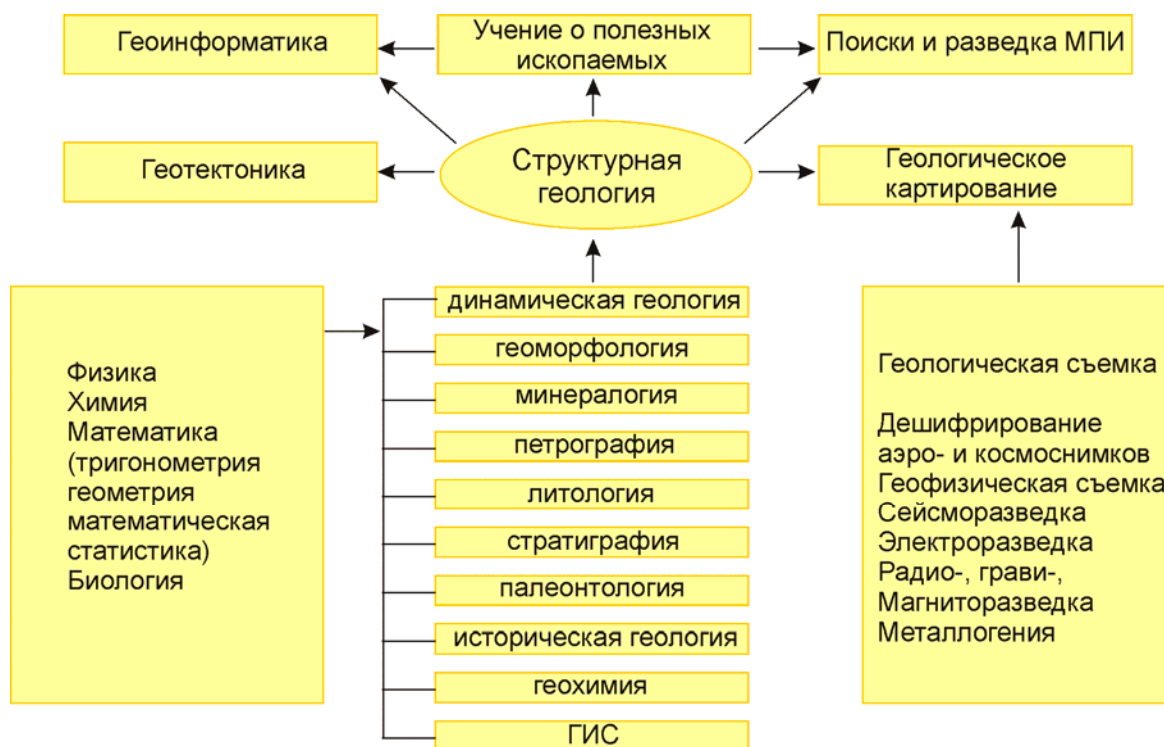 Геоинформатика
Учение о полезных
ископаемых
Поиски и разведка МПИ
Геотектоника
Структурная
геология
Геологическое
картирование
Физика
Химия
Математика
(тригонометрия
геометрия
математическая
статистика)
Биология
динамическая геология
геоморфология
минералогия
петрография
литология
стратиграфия
палеонтология
историческая геология
геохимия
ГИС
Геологическая съемка
Дешифрирование
аэро- и космоснимков
Геофизическая съемка
Сейсморазведка
Электроразведка
Радио-, грави-,
Магниторазведка
Металлогения